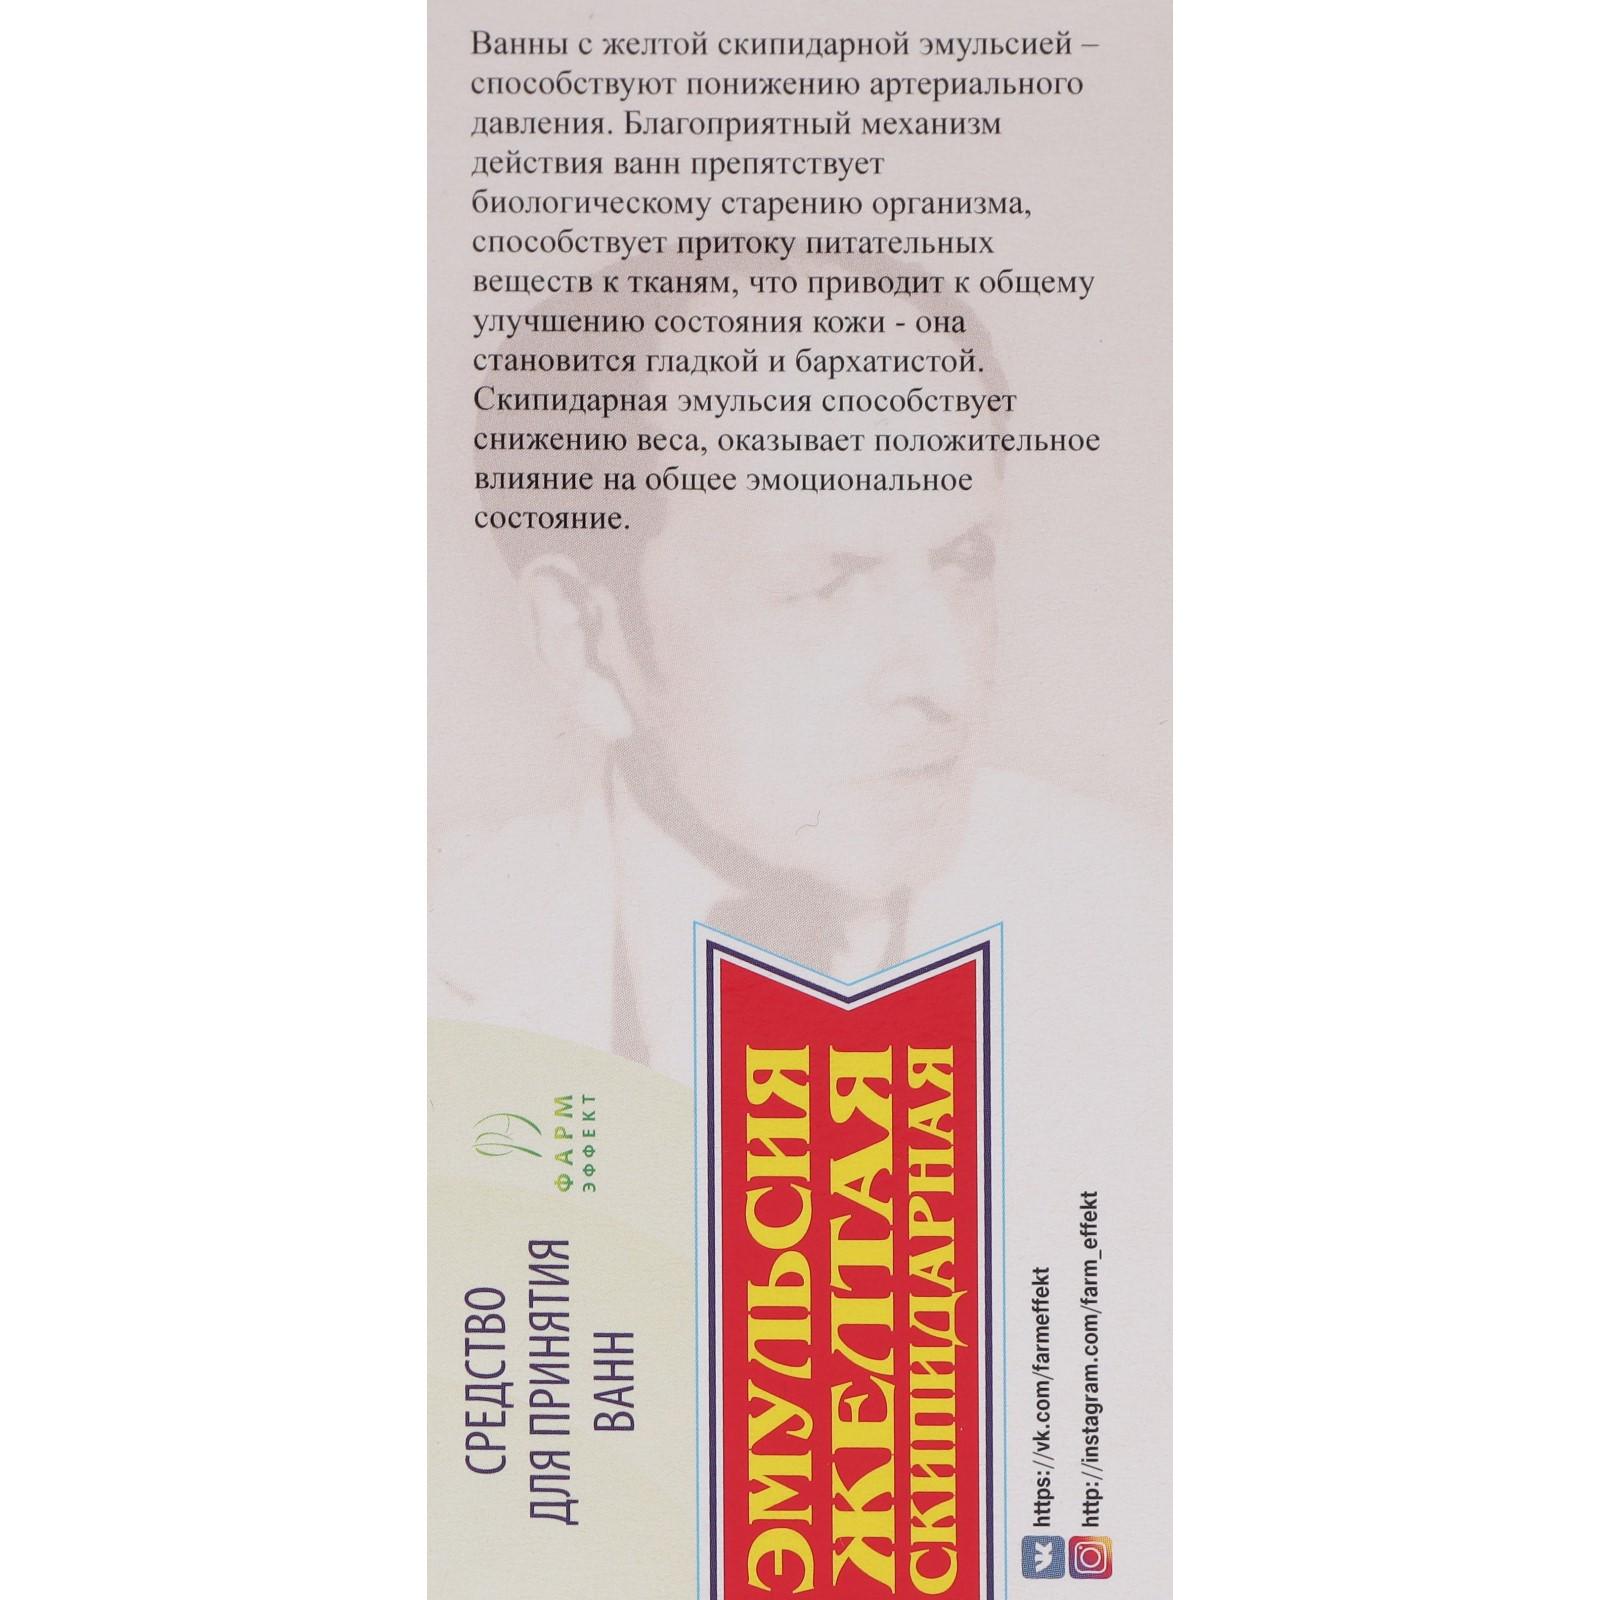 Ванны с желтой скипидарной эмульсией –
способствуют понижению артериального
давления. Благоприятный механизм
действия ванн препятствует
биологическому старению организма,
способствует притоку питательных
веществ к тканям, что приводит к общему
улучшению состояния кожи - она
становится гладкой и бархатистой.
Скипидарная эмульсия способствует
снижению веса, оказывает положительное
влияние на общее эмоциональное
состояние.
ФАРМ
ЭФФЕКТ
СРЕДСТВО
ДЛЯ ПРИНЯТИЯ
ВАНН
ЭМУЛЬСИЯ
ЖЕЛТАЯ
СКИПИДАРНАЯ
https://vk.com/farmeffekt
http://instagram.com/farm_effekt